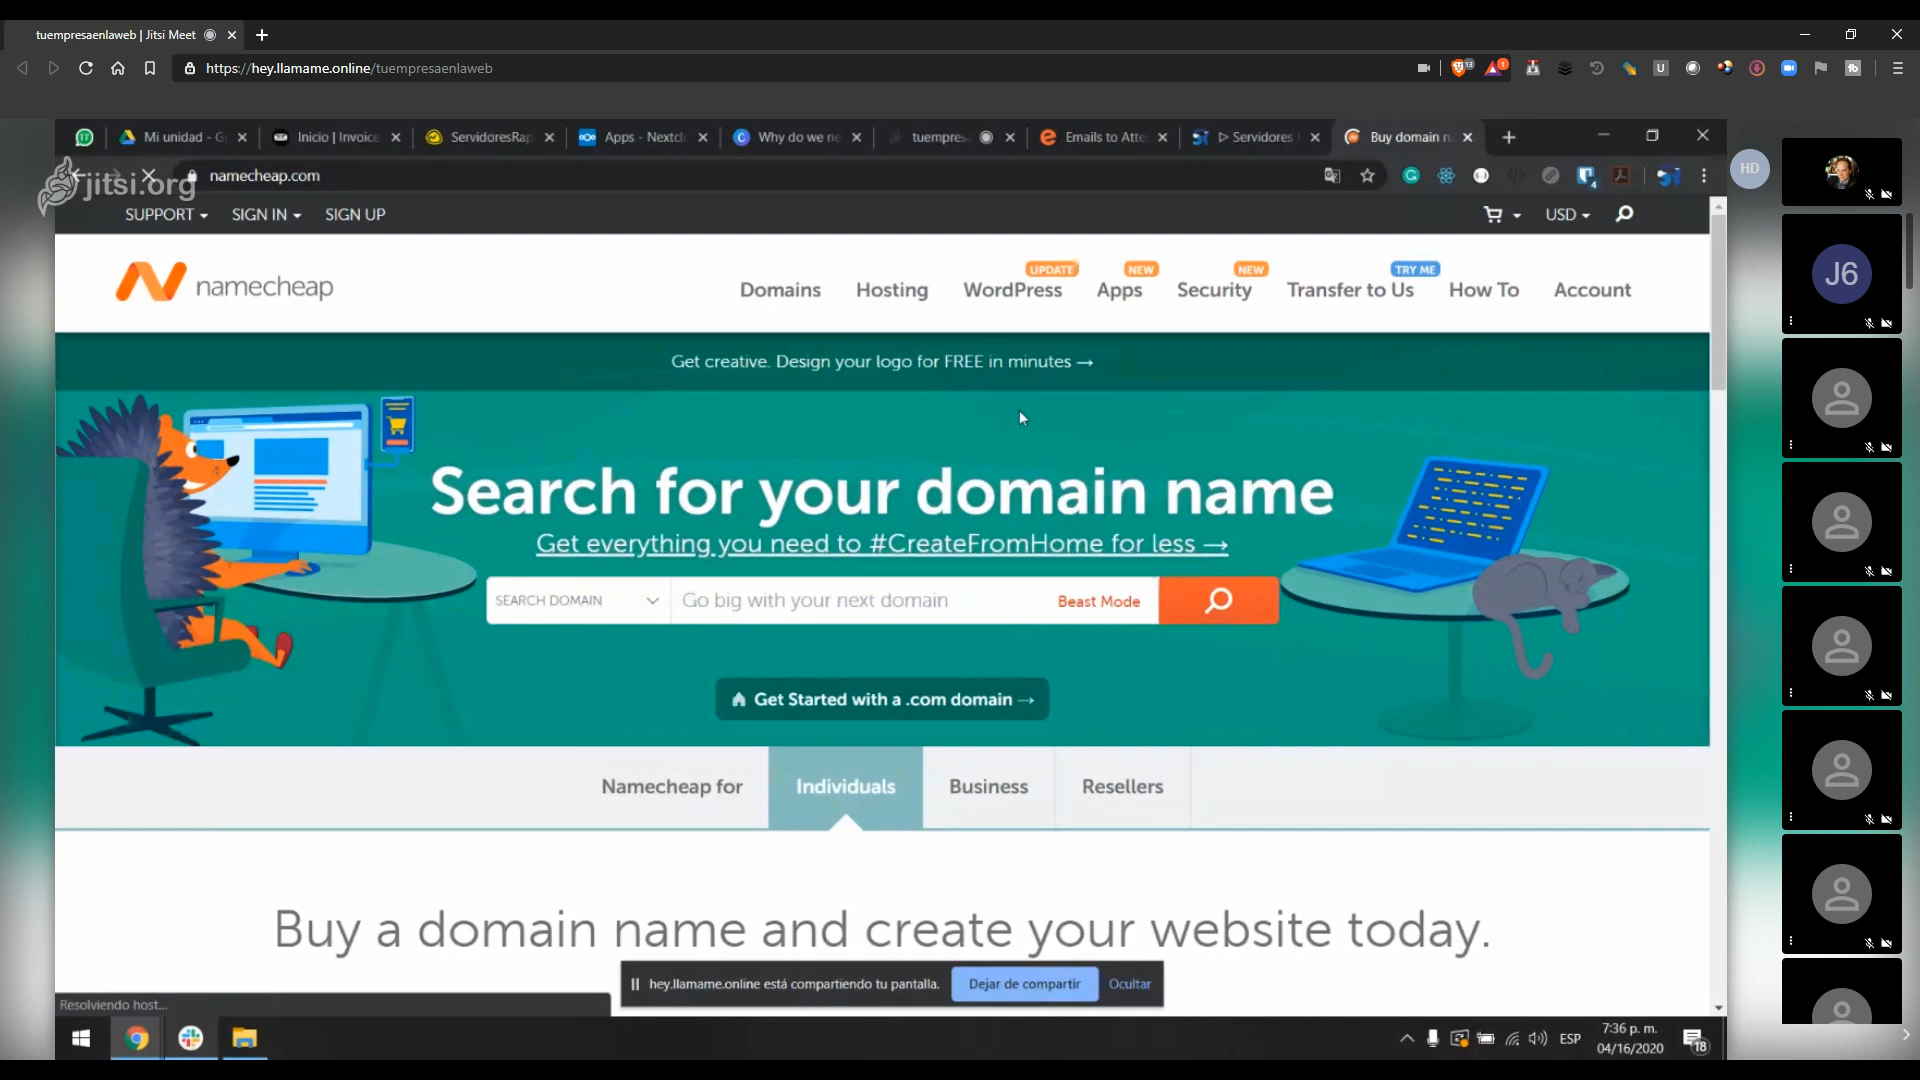 tuempresaenlaweb | Jitsi Meet
https://hey.llamame.online/tuempresaenlaweb
13
1
U
17
Mi unidad - G
Inicio | Invoice
ServidoresRap
Apps - Nextcl
Why do we ne
tuempres
Emails to Atte
Servidores
Buy domain n
jitsi.org
namecheap.com
4
HD
SUPPORT
SIGN IN
SIGN UP
USD
namecheap
Domains
Hosting
UPDATE
WordPress
NEW
Apps
NEW
Security
TRY ME
Transfer to Us
How To
Account
J6
Get creative. Design your logo for FREE in minutes →
Search for your domain name
Get everything you need to #CreateFromHome for less →
SEARCH DOMAIN
Go big with your next domain
Beast Mode
Get Started with a .com domain →
Namecheap for
Individuals
Business
Resellers
Buy a domain name and create your website today.
hey.llamame.online está compartiendo tu pantalla.
Dejar de compartir
Ocultar
Resolviendo host...
ESP
7:36 p. m.
04/16/2020
18